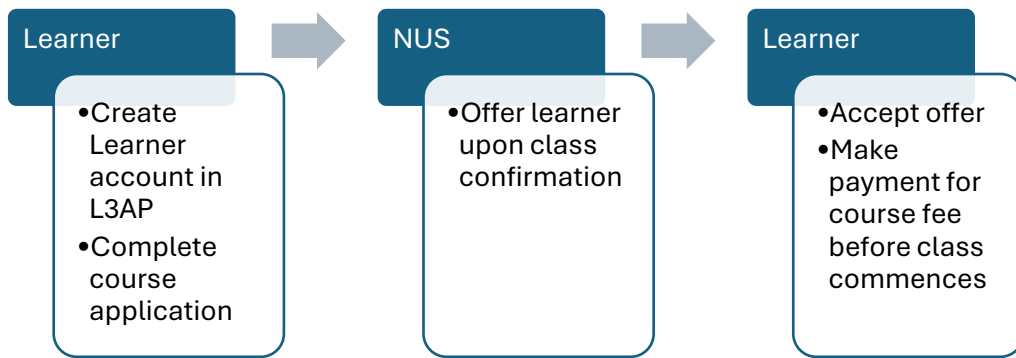 Learner
•Create
Learner
account in
L3AP
•Complete
course
application
NUS
•Offer learner
upon class
confirmation
Learner
•Accept offer
•Make
payment for
course fee
before class
commences